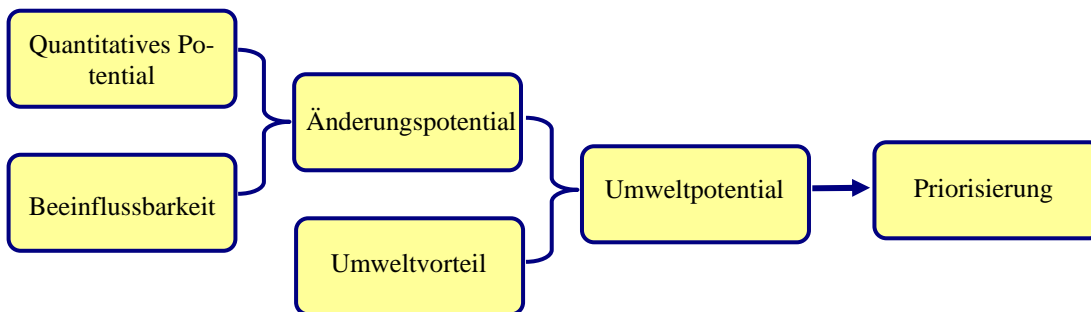 Quantitatives Po-
tential
Beeinflussbarkeit
Änderungspotential
Umweltvorteil
Umweltpotential
Priorisierung